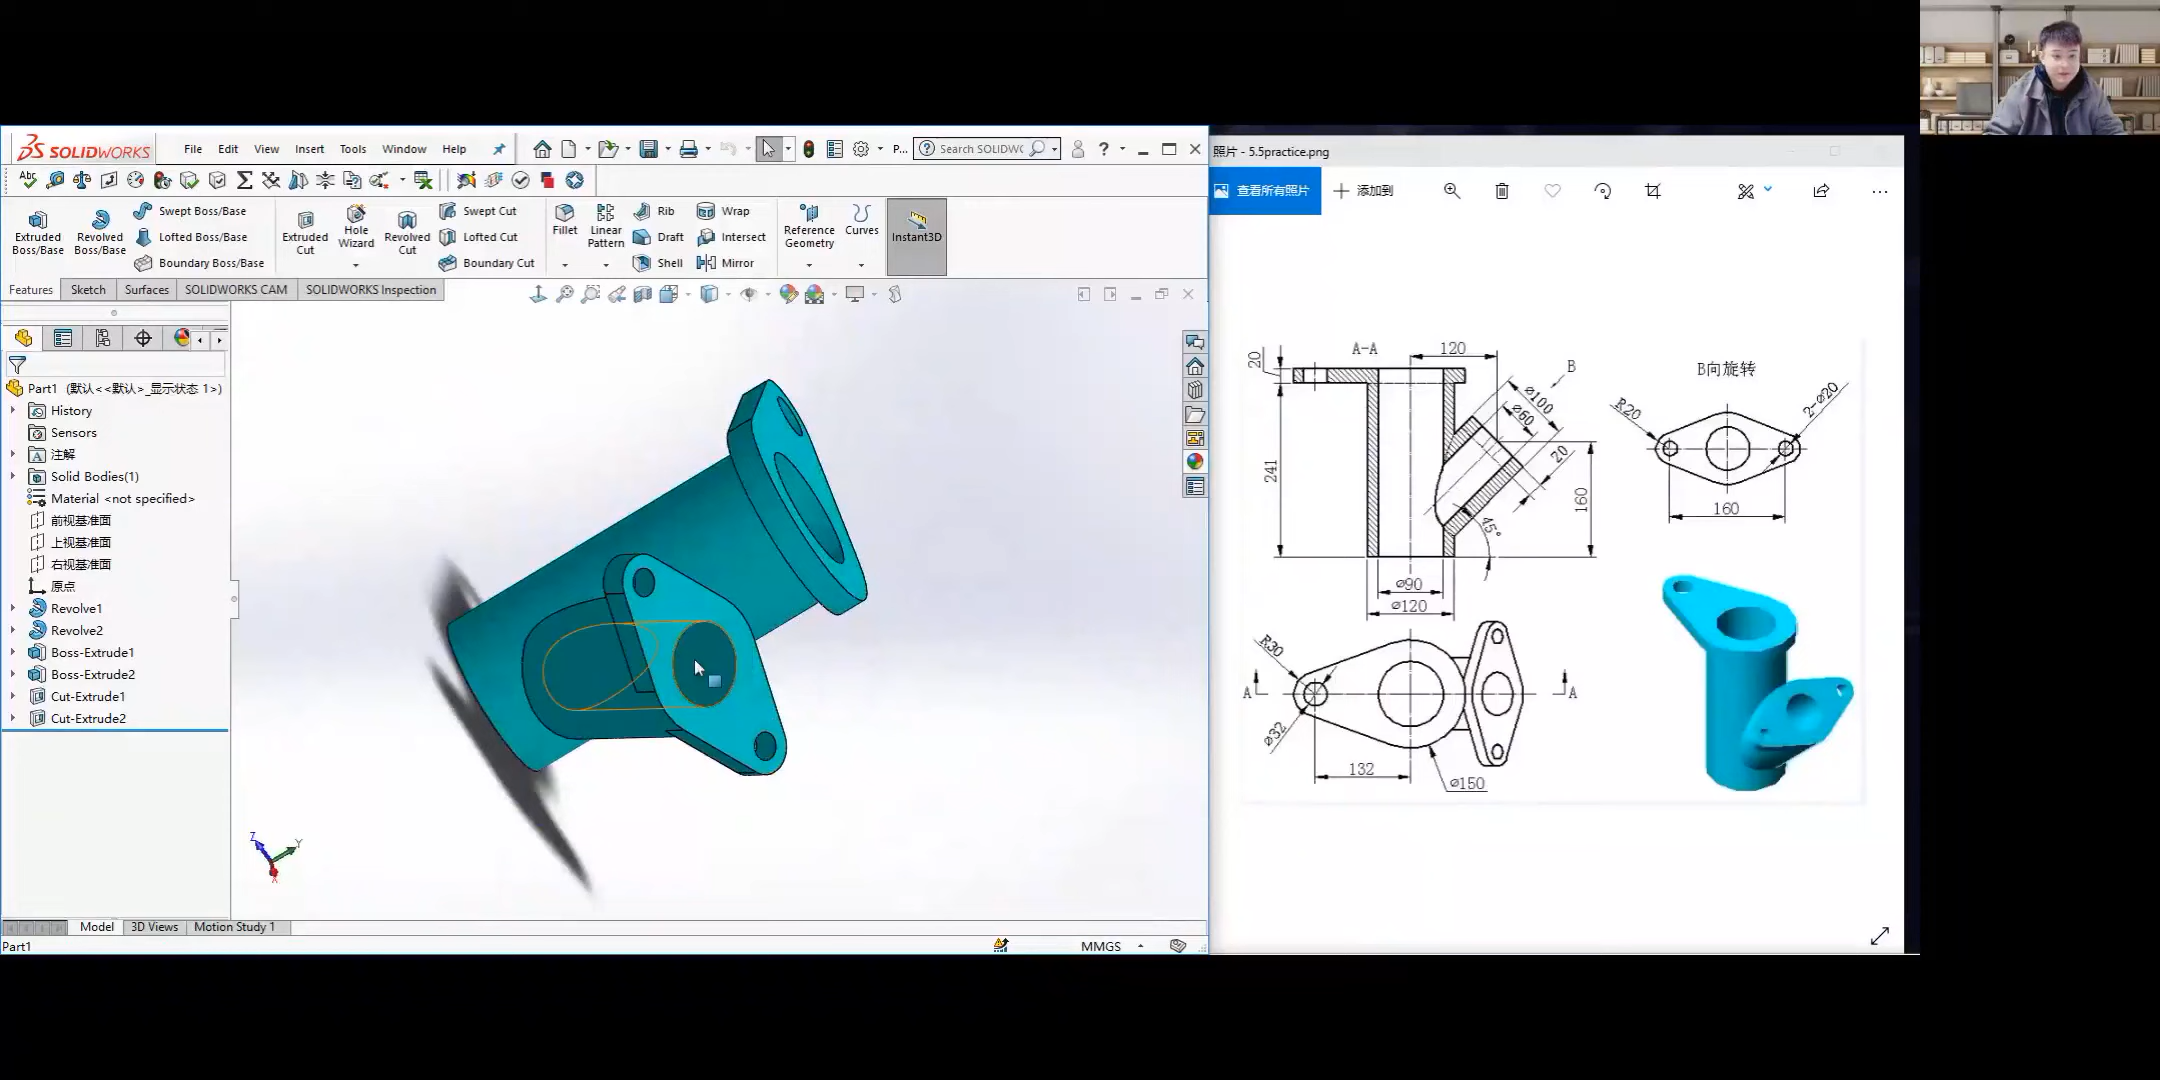 SOLIDWORKS File Edit View Insert Tools Window Help P... Search SOLIDWC ?
Swept Boss/Base Swept Cut Rib Wrap
Extruded Boss/Base Revolved Boss/Base Lofted Boss/Base Extruded Cut Hole Wizard Revolved Cut Lofted Cut Fillet Linear Pattern Draft Intersect Reference Geometry Curves Instant3D
Boundary Boss/Base Boundary Cut Shell Mirror
Features Sketch Surfaces SOLIDWORKS CAM SOLIDWORKS Inspection
Part1 (默认<<默认>_显示状态 1>)
History
Sensors
注解
Solid Bodies(1)
Material <not specified>
前视基准面
上视基准面
右视基准面
原点
Revolve1
Revolve2
Boss-Extrude1
Boss-Extrude2
Cut-Extrude1
Cut-Extrude2
Z Y X
Model 3D Views Motion Study 1
Part1 MMGS
照片 - 5.5practice.png
查看所有照片 添加到
20 A-A 120 B
ø100
ø60
20
241
160
45°
ø90
ø120
B向旋转
R20
2-ø20
160
R30
A A
ø32
132
ø150